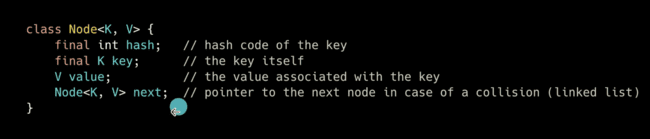 class Node<K, V> {
    final int hash;   // hash code of the key
    final K key;      // the key itself
    V value;          // the value associated with the key
    Node<K, V> next;  // pointer to the next node in case of a collision (linked list)
}